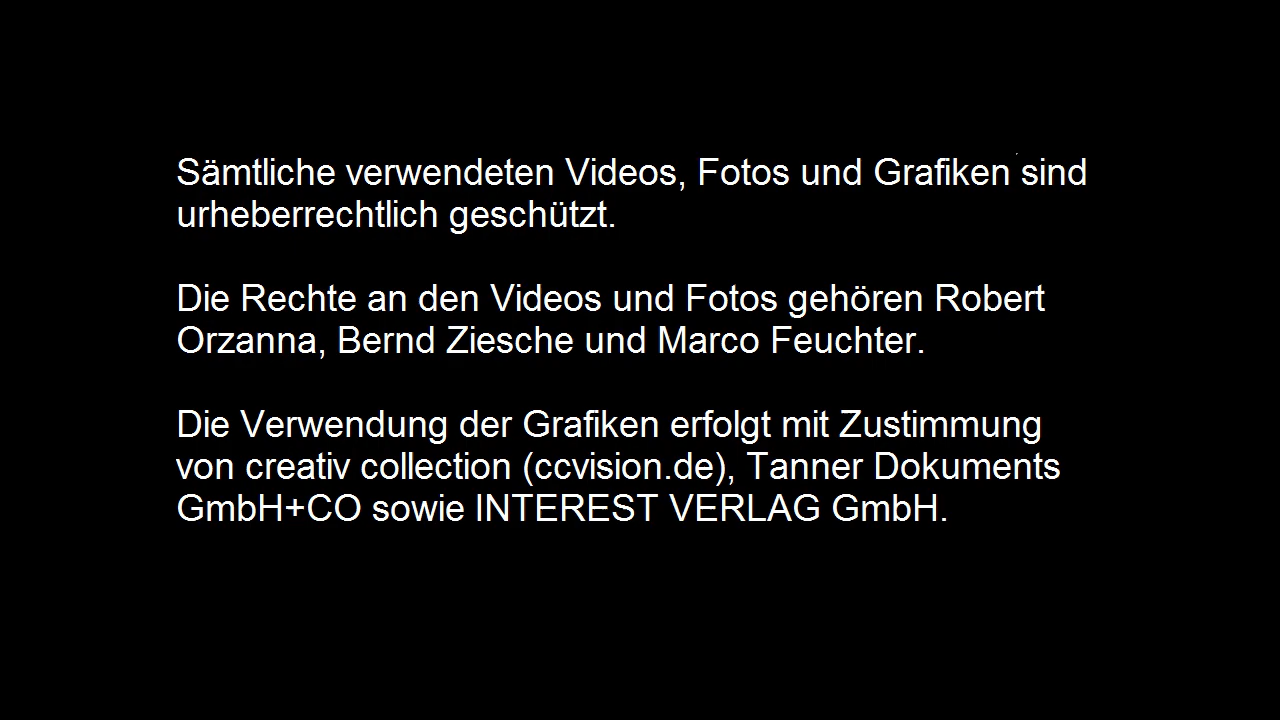 Sämtliche verwendeten Videos, Fotos und Grafiken sind
urheberrechtlich geschützt.
Die Rechte an den Videos und Fotos gehören Robert
Orzanna, Bernd Ziesche und Marco Feuchter.
Die Verwendung der Grafiken erfolgt mit Zustimmung
von creativ collection (ccvision.de), Tanner Dokuments
GmbH+CO sowie INTEREST VERLAG GmbH.